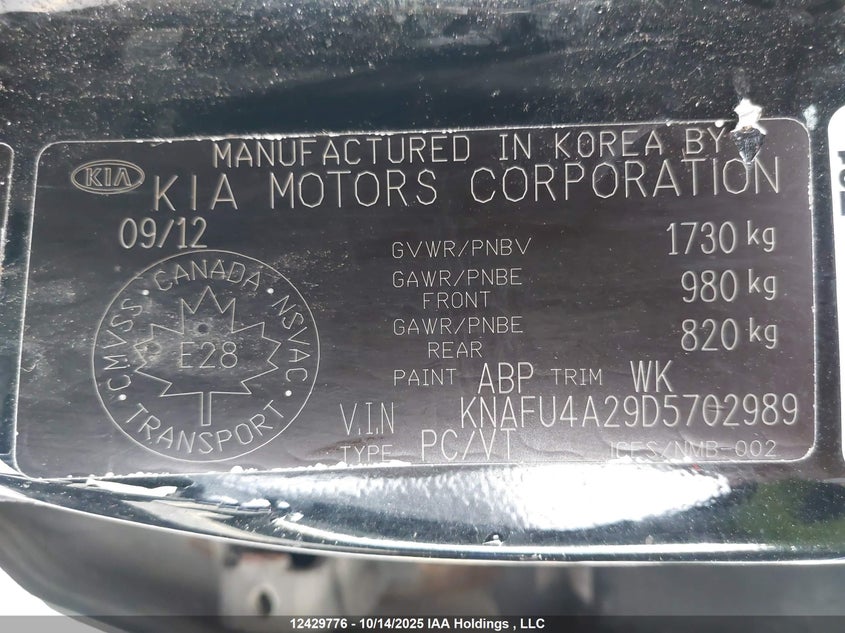 MANUFACTURED IN KOREA BY
KIA
KIA MOTORS CORPORATION
09/12
GVWR/PNBV 1730 kg
GAWR/PNBE FRONT 980 kg
GAWR/PNBE REAR 820 kg
CMVSS · CANADA · NSVAC · TRANSPORT ·
E28
PAINT ABP TRIM WK
V.I.N KNAFU4A29D5702989
TYPE PC/VT ICES/NMB-002
12429776 - 10/14/2025 IAA Holdings , LLC